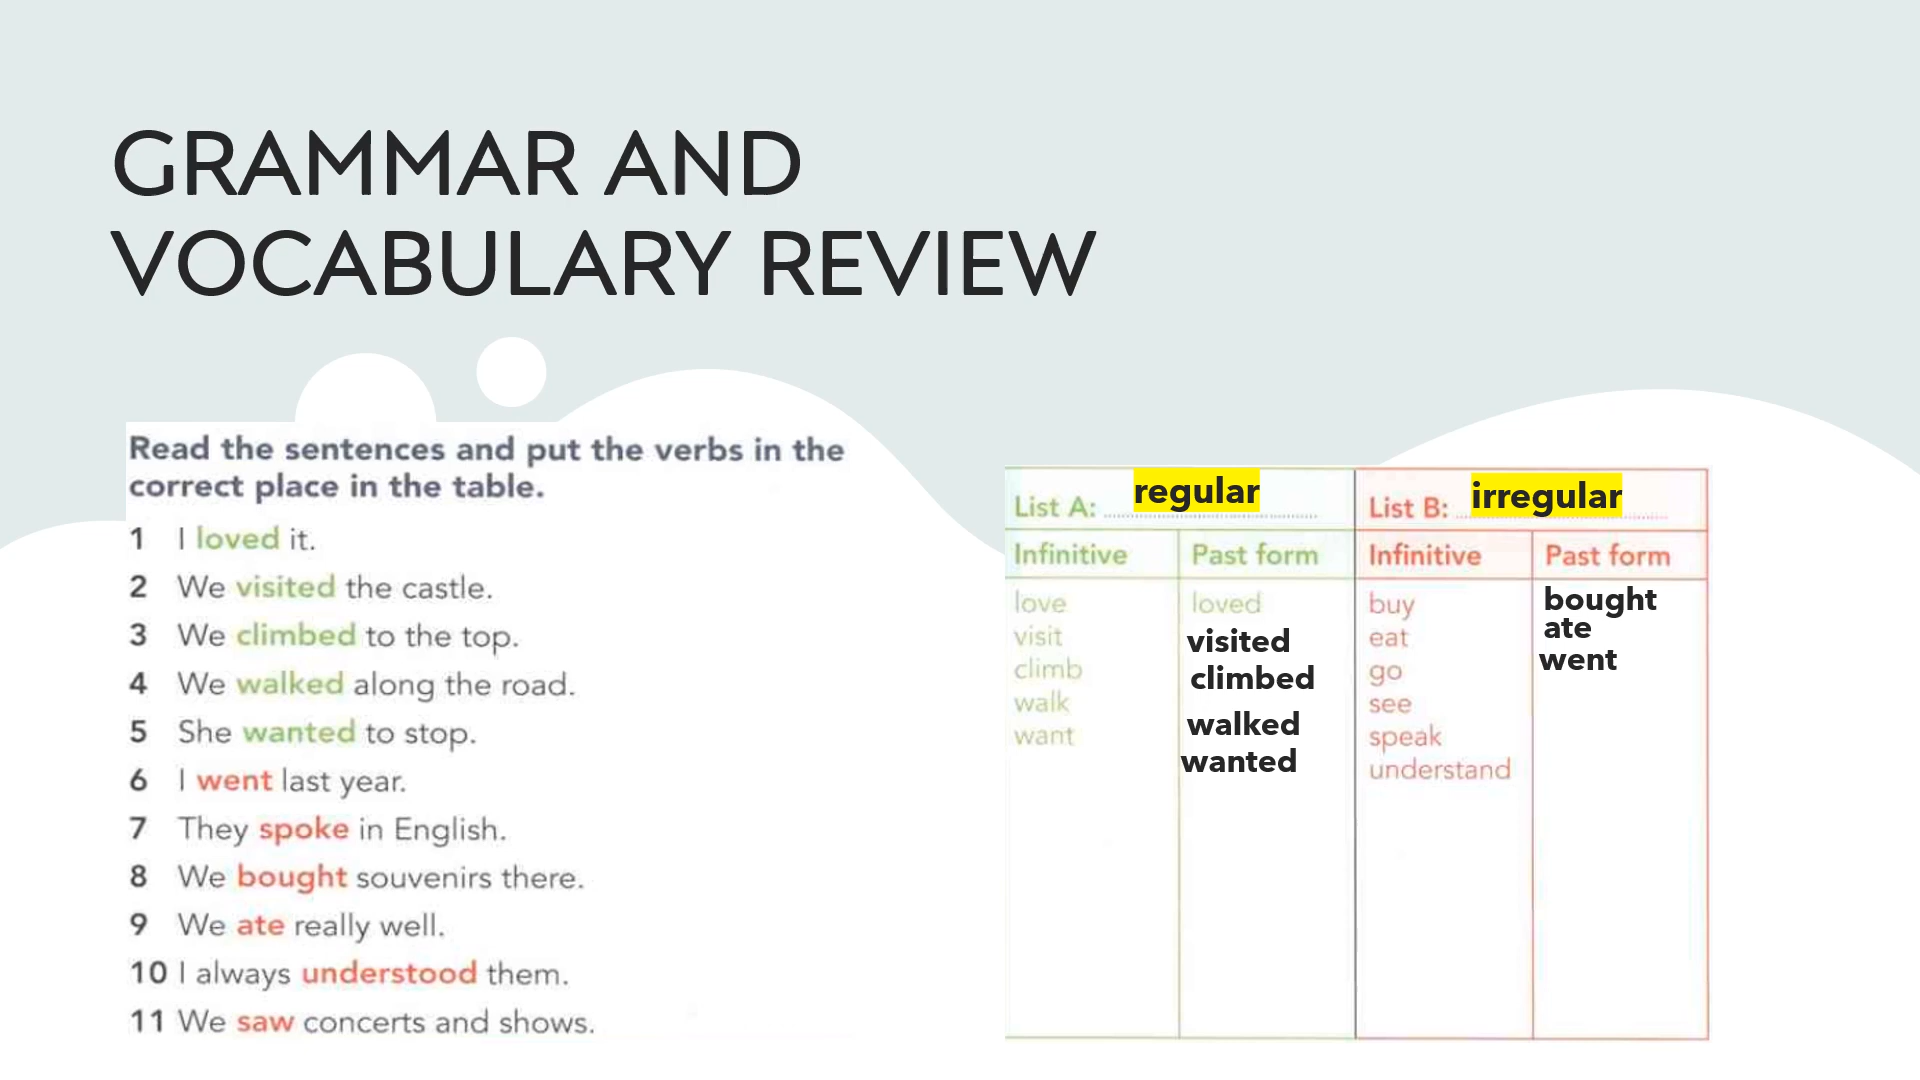 GRAMMAR AND
VOCABULARY REVIEW
Read the sentences and put the verbs in the
correct place in the table.
1 I loved it.
2 We visited the castle.
3 We climbed to the top.
4 We walked along the road.
5 She wanted to stop.
6 I went last year.
7 They spoke in English.
8 We bought souvenirs there.
9 We ate really well.
10 I always understood them.
11 We saw concerts and shows.
List A: regular
List B: irregular
Infinitive Past form Infinitive Past form
love loved buy bought
visit visited eat ate
climb climbed go went
walk walked see
want wanted speak
understand